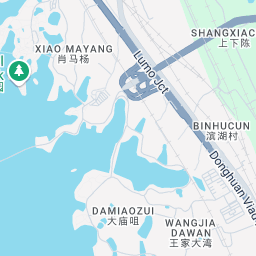 SHANGXIAC
上下陈
XIAO MAYANG
肖马杨
Lumo Jct
BINHUCUN
滨湖村
Donghuan Viad
DAMIAOZUI
大庙咀
WANGJIA
DAWAN
王家大湾